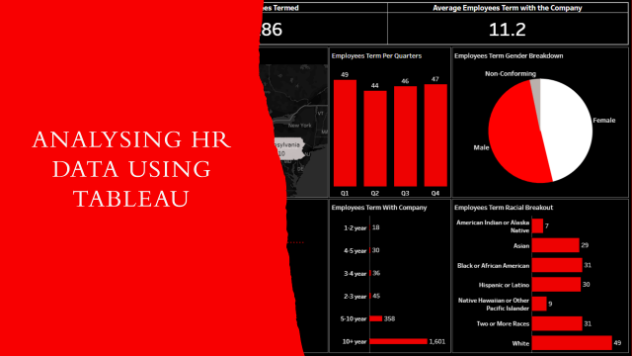 ANALYSING HR
DATA USING
TABLEAU
Termed
86
Average Employees Term with the Company
11.2
New York
10
Employees Term Per Quarters
49
44
46
47
Q1
Q2
Q3
Q4
Employees Term Gender Breakdown
Non-Conforming
Female
Male
Employees Term With Company
1-2 year
18
4-5 year
30
3-4 year
36
2-3 year
45
5-10 year
358
10+ year
1,601
Employees Term Racial Breakout
American Indian or Alaska
Native
7
Asian
29
Black or African American
31
Hispanic or Latino
30
Native Hawaiian or Other
Pacific Islander
9
Two or More Races
31
White
49